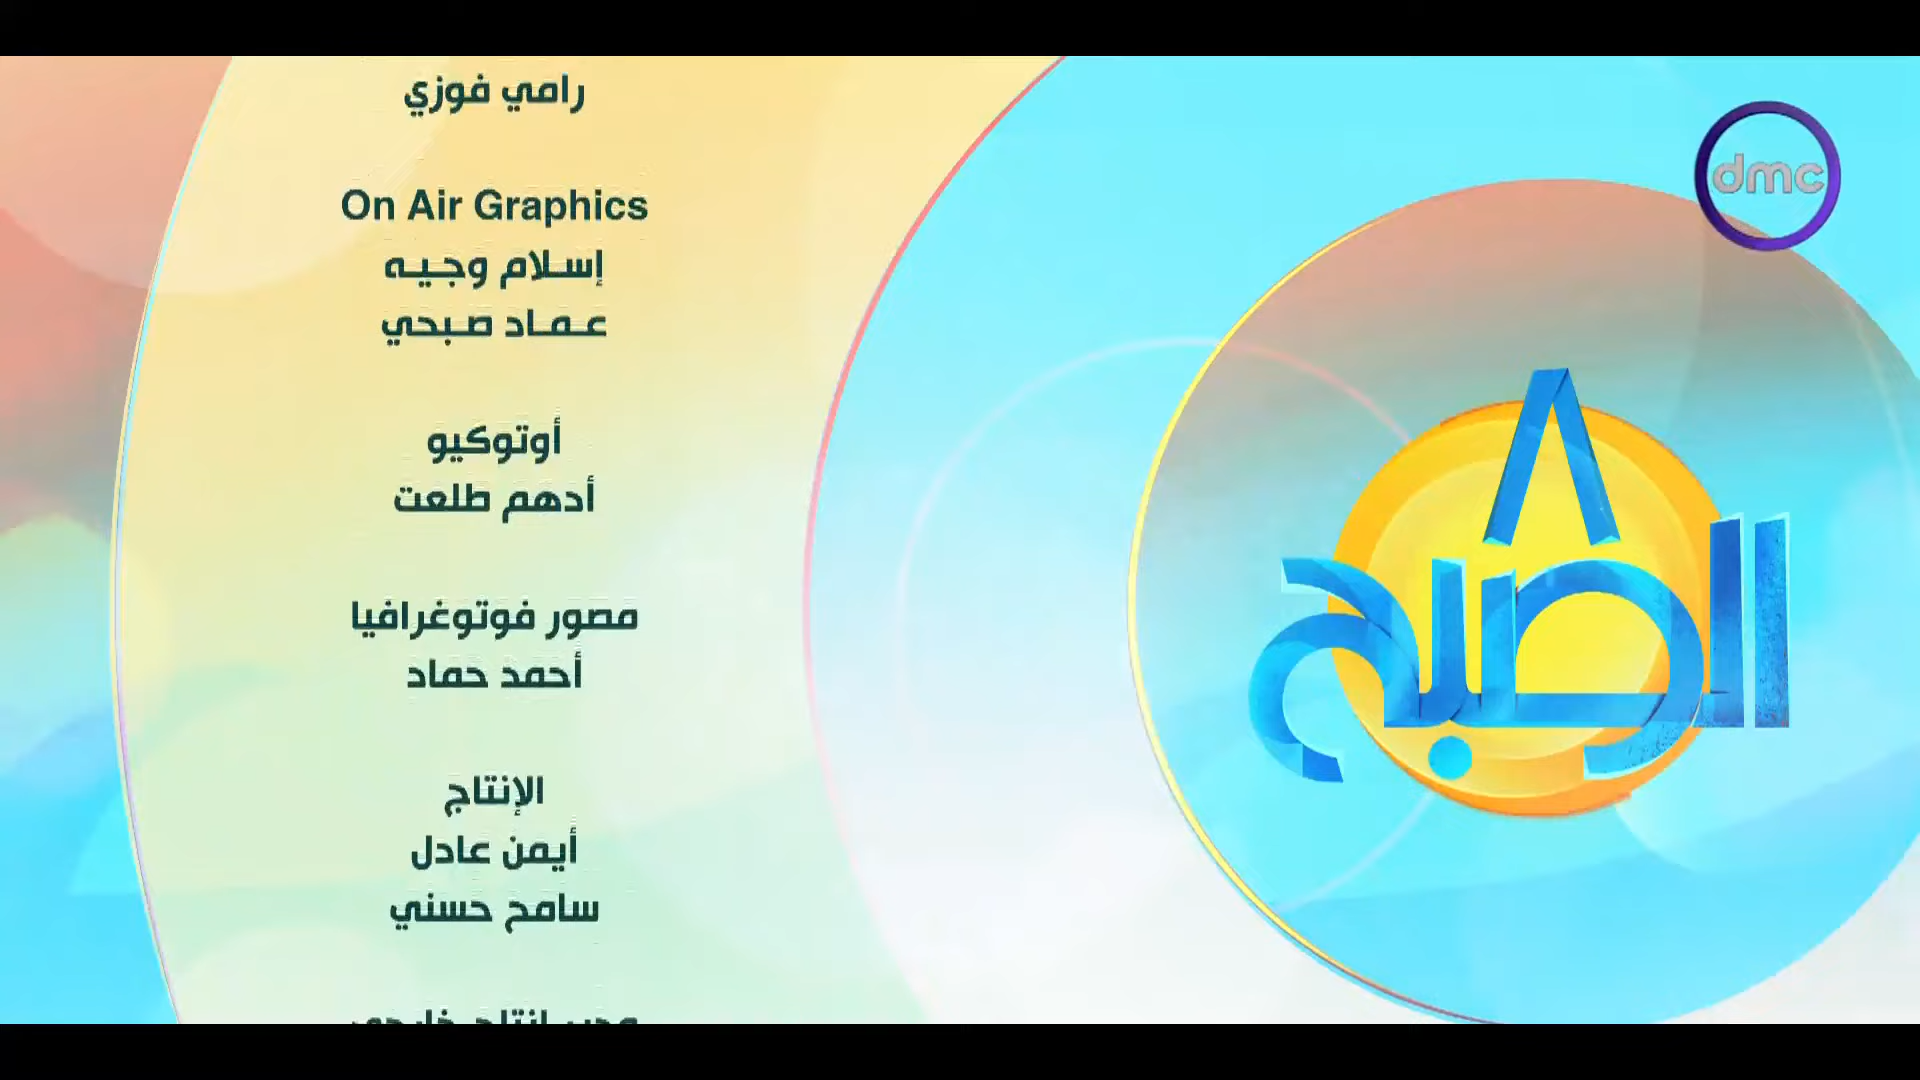 رامي فوزي
On Air Graphics
إسلام وجيه
عماد صبحي
أوتوكيو
أدهم طلعت
مصور فوتوغرافيا
أحمد حماد
الإنتاج
أيمن عادل
سامح حسني
dmc
٨
الصبح